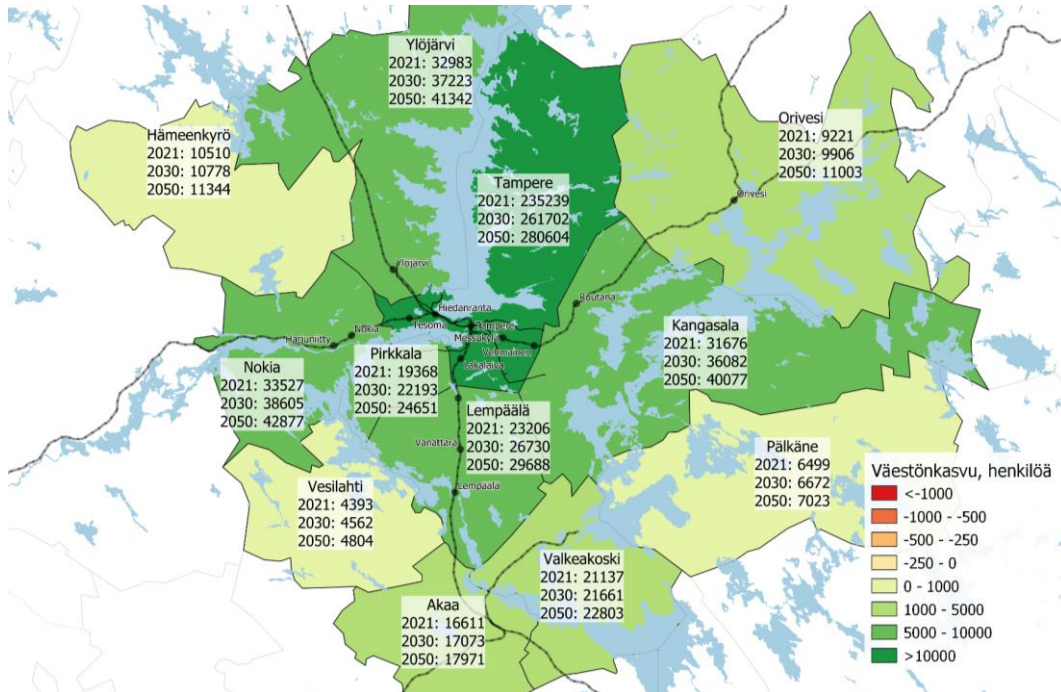 Ylöjärvi
2021: 32983
2030: 37223
2050: 41342
Hämeenkyrö
2021: 10510
2030: 10778
2050: 11344
Orivesi
2021: 9221
2030: 9906
2050: 11003
Tampere
2021: 235239
2030: 261702
2050: 280604
Orivesi
Ylöjärvi
Hiedanranta
Tesoma
Tampere
Messukylä
Vehmainen
Lakalaiva
Ruutana
Nokia
Harjuniitty
Kangasala
2021: 31676
2030: 36082
2050: 40077
Pirkkala
2021: 19368
2030: 22193
2050: 24651
Nokia
2021: 33527
2030: 38605
2050: 42877
Lempäälä
2021: 23206
2030: 26730
2050: 29688
Vanattara
Lempäälä
Pälkäne
2021: 6499
2030: 6672
2050: 7023
Vesilahti
2021: 4393
2030: 4562
2050: 4804
Valkeakoski
2021: 21137
2030: 21661
2050: 22803
Akaa
2021: 16611
2030: 17073
2050: 17971
Väestönkasvu, henkilöä
<-1000
-1000 - -500
-500 - -250
-250 - 0
0 - 1000
1000 - 5000
5000 - 10000
>10000